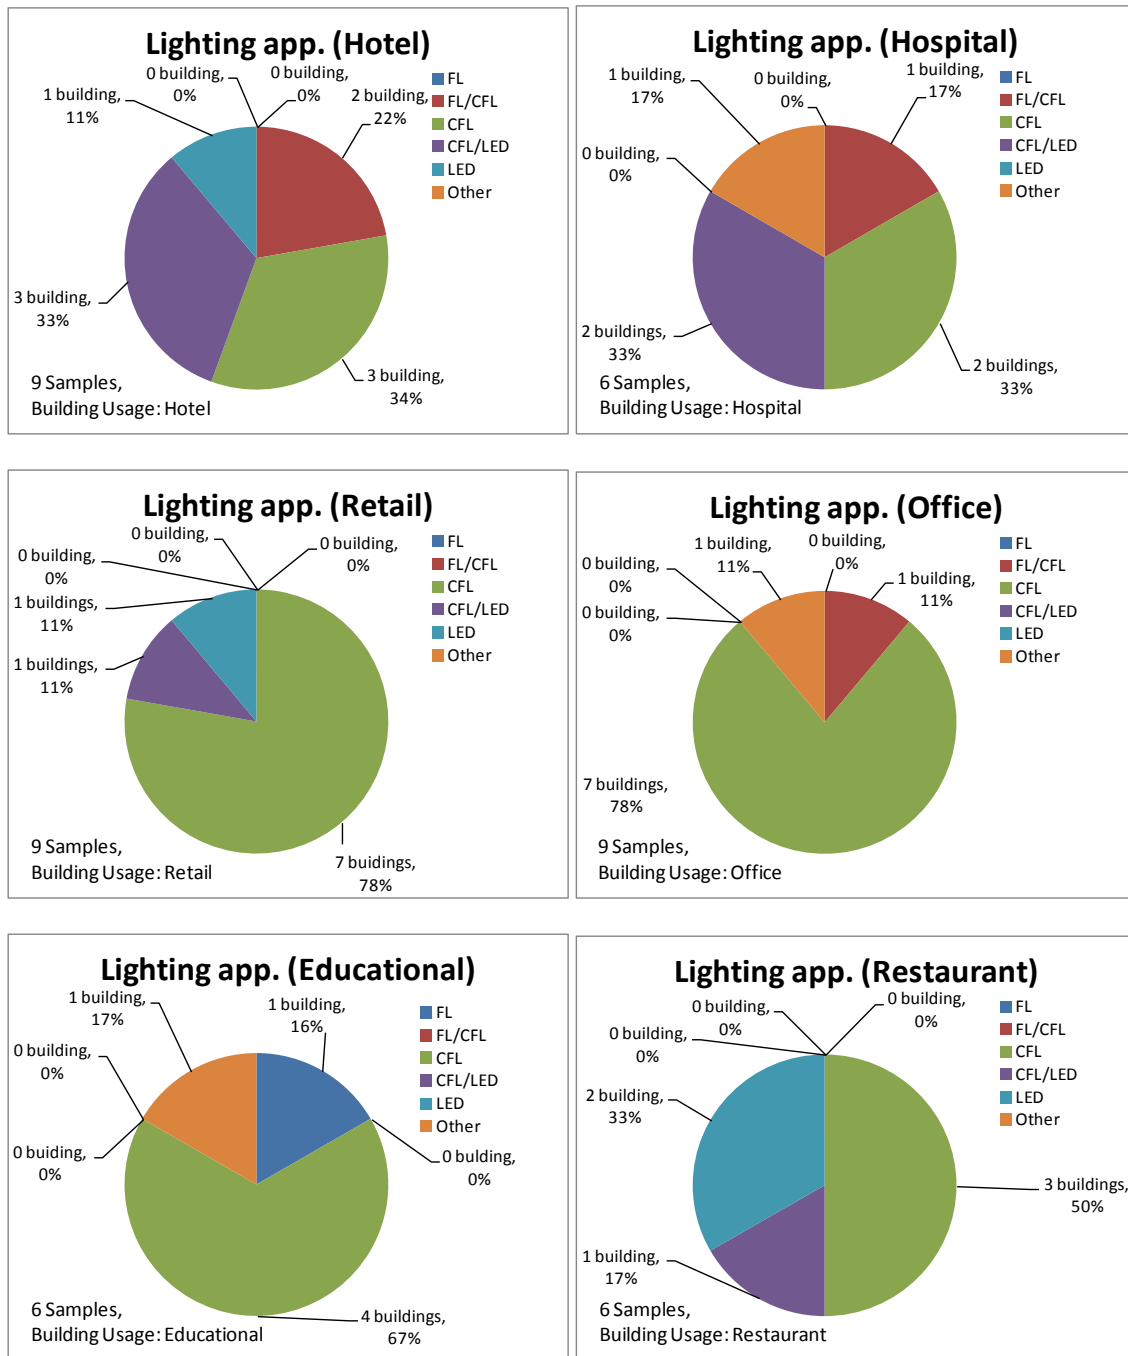 Lighting app. (Hotel)
0 building,
0%
0 building,
0%
1 building,
11%
2 building,
22%
FL
FL/CFL
CFL
CFL/LED
LED
Other
3 building,
33%
3 building,
34%
9 Samples,
Building Usage: Hotel
Lighting app. (Hospital)
1 building,
17%
0 building,
0%
1 building,
17%
FL
FL/CFL
CFL
CFL/LED
LED
Other
0 building,
0%
2 buildings,
33%
2 buildings,
33%
6 Samples,
Building Usage: Hospital
Lighting app. (Retail)
0 building,
0%
0 building,
0%
0 building,
0%
1 buildings,
11%
1 buildings,
11%
FL
FL/CFL
CFL
CFL/LED
LED
Other
9 Samples,
Building Usage: Retail
7 buidings,
78%
Lighting app. (Office)
0 building,
0%
1 building,
11%
0 building,
0%
1 building,
11%
0 building,
0%
FL
FL/CFL
CFL
CFL/LED
LED
Other
7 buildings,
78%
9 Samples,
Building Usage: Office
Lighting app. (Educational)
1 building,
17%
1 building,
16%
FL
FL/CFL
CFL
CFL/LED
LED
Other
0 building,
0%
0 buiding,
0%
0 bulding,
0%
6 Samples,
Building Usage: Educational
4 buildings,
67%
Lighting app. (Restaurant)
0 building,
0%
0 building,
0%
0 building,
0%
FL
FL/CFL
CFL
CFL/LED
LED
Other
2 building,
33%
3 buildings,
50%
1 building,
17%
6 Samples,
Building Usage: Restaurant